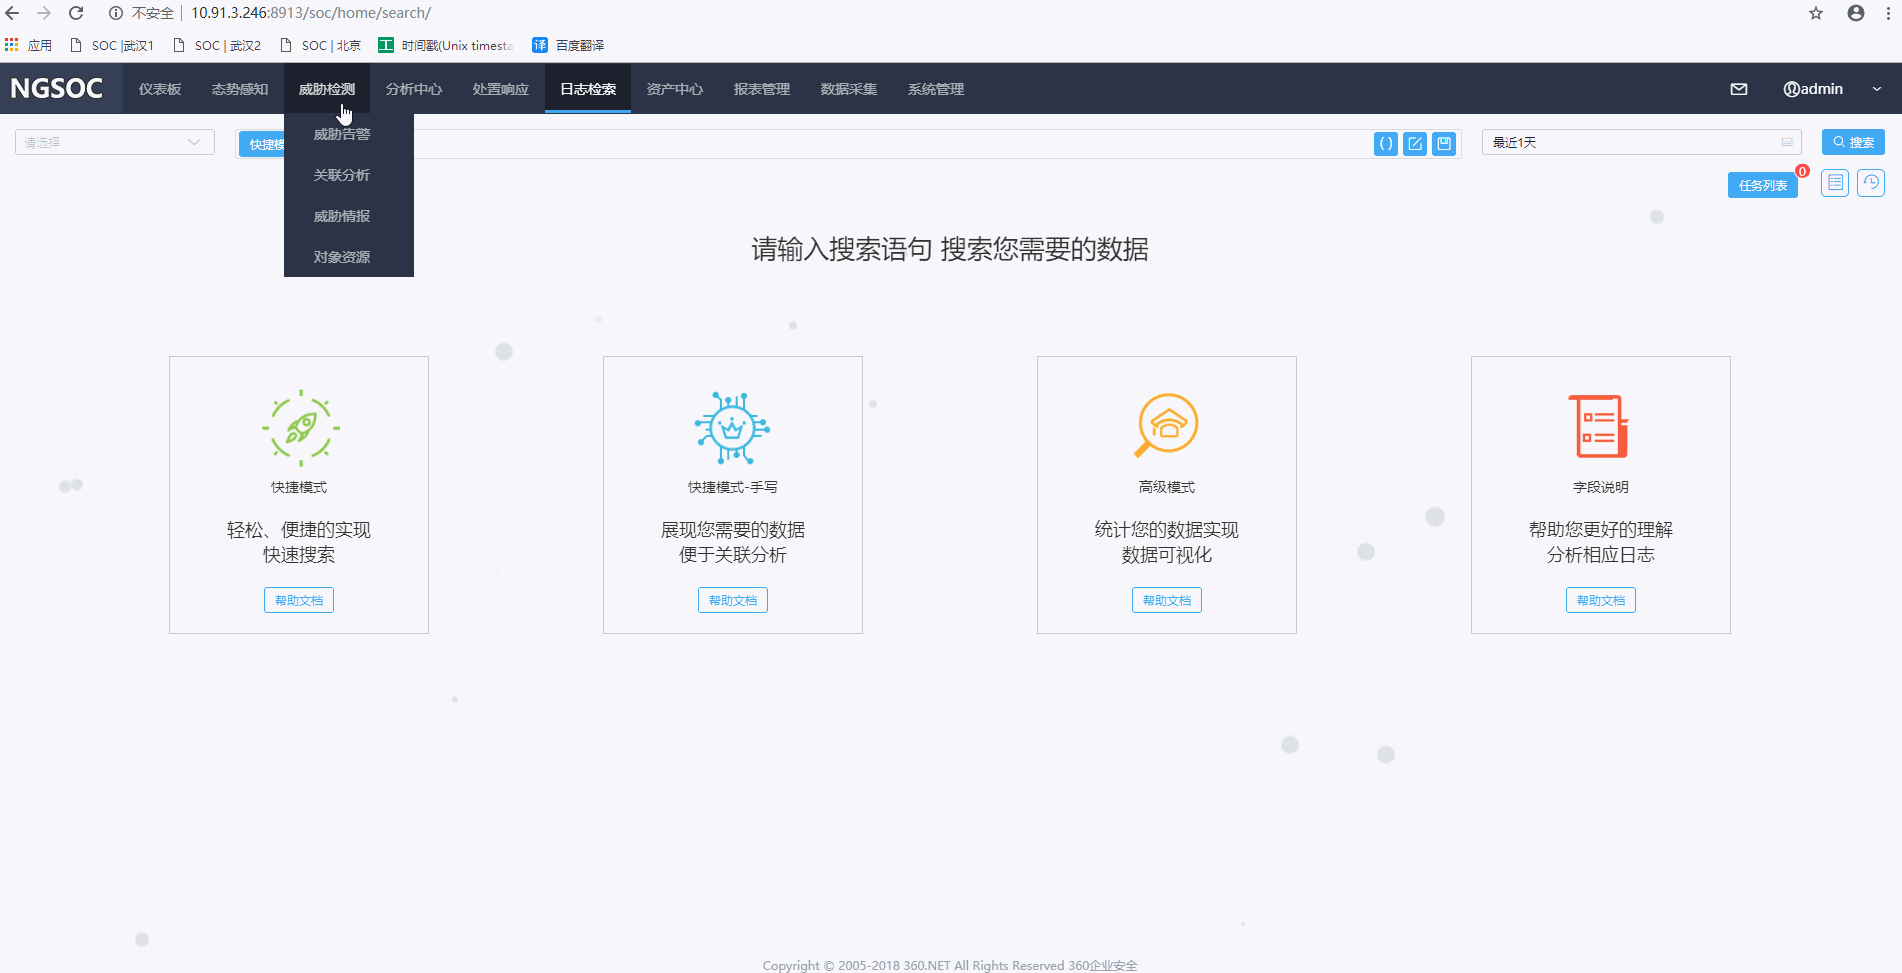 不安全 10.91.3.246:8913/soc/home/search/
应用 SOC |武汉1 SOC | 武汉2 SOC | 北京 时间戳(Unix timesta 译 百度翻译
NGSOC 仪表板 态势感知 威胁检测 分析中心 处置响应 日志检索 资产中心 报表管理 数据采集 系统管理 admin
威胁告警
关联分析
威胁情报
对象资源
请选择 快捷模 ( ) 最近1天 搜索
任务列表 0
请输入搜索语句 搜索您需要的数据
快捷模式
轻松、便捷的实现
快速搜索
帮助文档
快捷模式-手写
展现您需要的数据
便于关联分析
帮助文档
高级模式
统计您的数据实现
数据可视化
帮助文档
字段说明
帮助您更好的理解
分析相应日志
帮助文档
Copyright © 2005-2018 360.NET All Rights Reserved 360企业安全